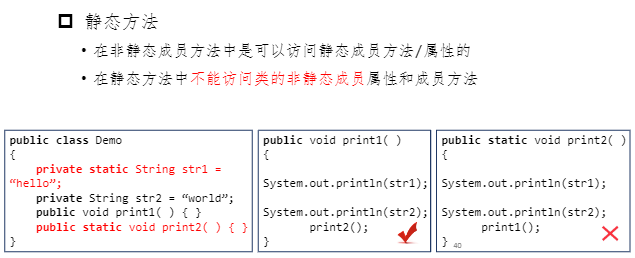 静态方法
• 在非静态成员方法中是可以访问静态成员方法/属性的
• 在静态方法中不能访问类的非静态成员属性和成员方法
public class Demo
{
private static String str1 =
“hello”;
private String str2 = “world”;
public void print1( ) { }
public static void print2( ) { }
}
public void print1( )
{
System.out.println(str1);
System.out.println(str2);
print2();
}
public static void print2( )
{
System.out.println(str1);
System.out.println(str2);
print1();
}
40